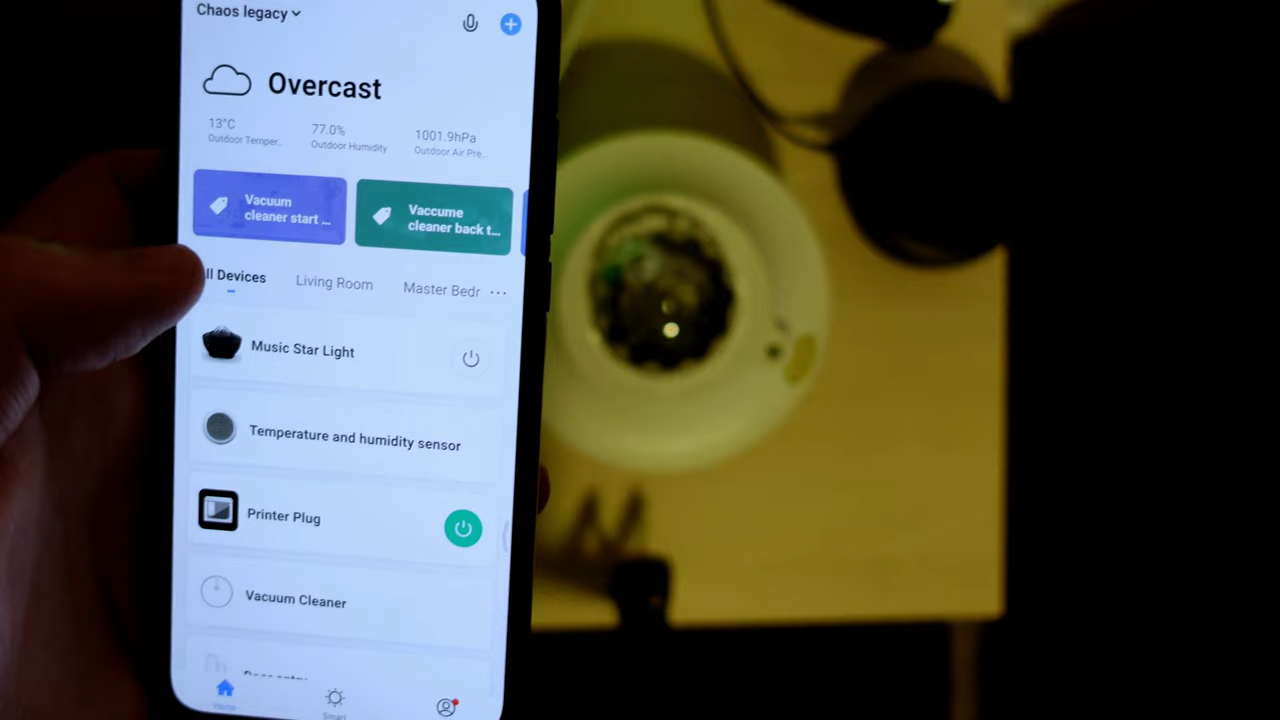 Chaos legacy
Overcast
13°C
77.0%
1001.9hPa
Outdoor Temper..
Outdoor Humidity
Outdoor Air Pre..
Vacuum
cleaner start ...
Vaccume
cleaner back t...
ll Devices
Living Room
Master Bedr ...
Music Star Light
Temperature and humidity sensor
Printer Plug
Vacuum Cleaner
Home
Smart